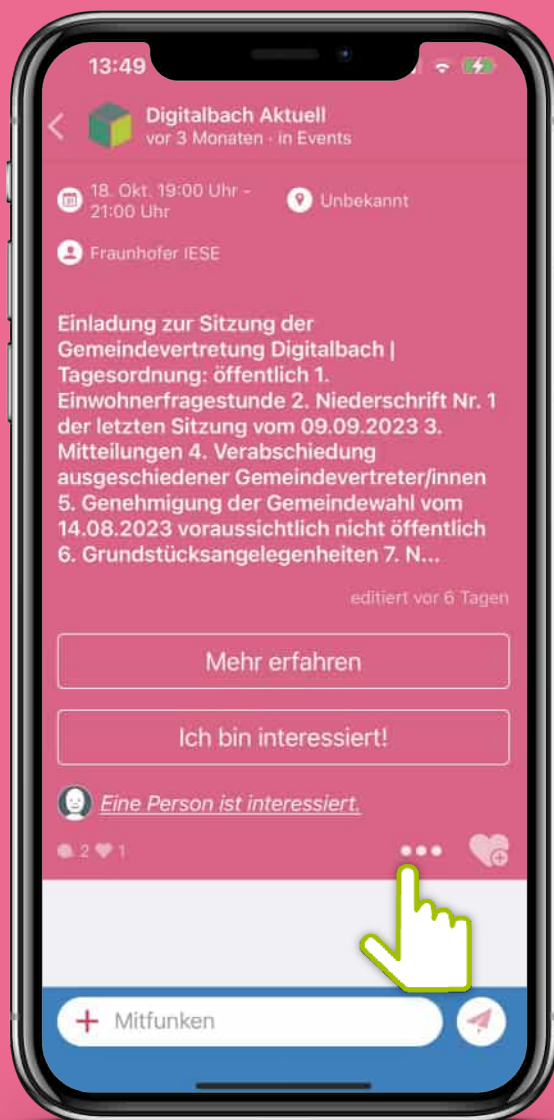 13:49
Digitalbach Aktuell
vor 3 Monaten · in Events
18. Okt. 19:00 Uhr -
21:00 Uhr
Unbekannt
Fraunhofer IESE
Einladung zur Sitzung der
Gemeindevertretung Digitalbach |
Tagesordnung: öffentlich 1.
Einwohnerfragestunde 2. Niederschrift Nr. 1
der letzten Sitzung vom 09.09.2023 3.
Mitteilungen 4. Verabschiedung
ausgeschiedener Gemeindevertreter/innen
5. Genehmigung der Gemeindewahl vom
14.08.2023 voraussichtlich nicht öffentlich
6. Grundstücksangelegenheiten 7. N...
editiert vor 6 Tagen
Mehr erfahren
Ich bin interessiert!
Eine Person ist interessiert.
2 1
Mitfunken